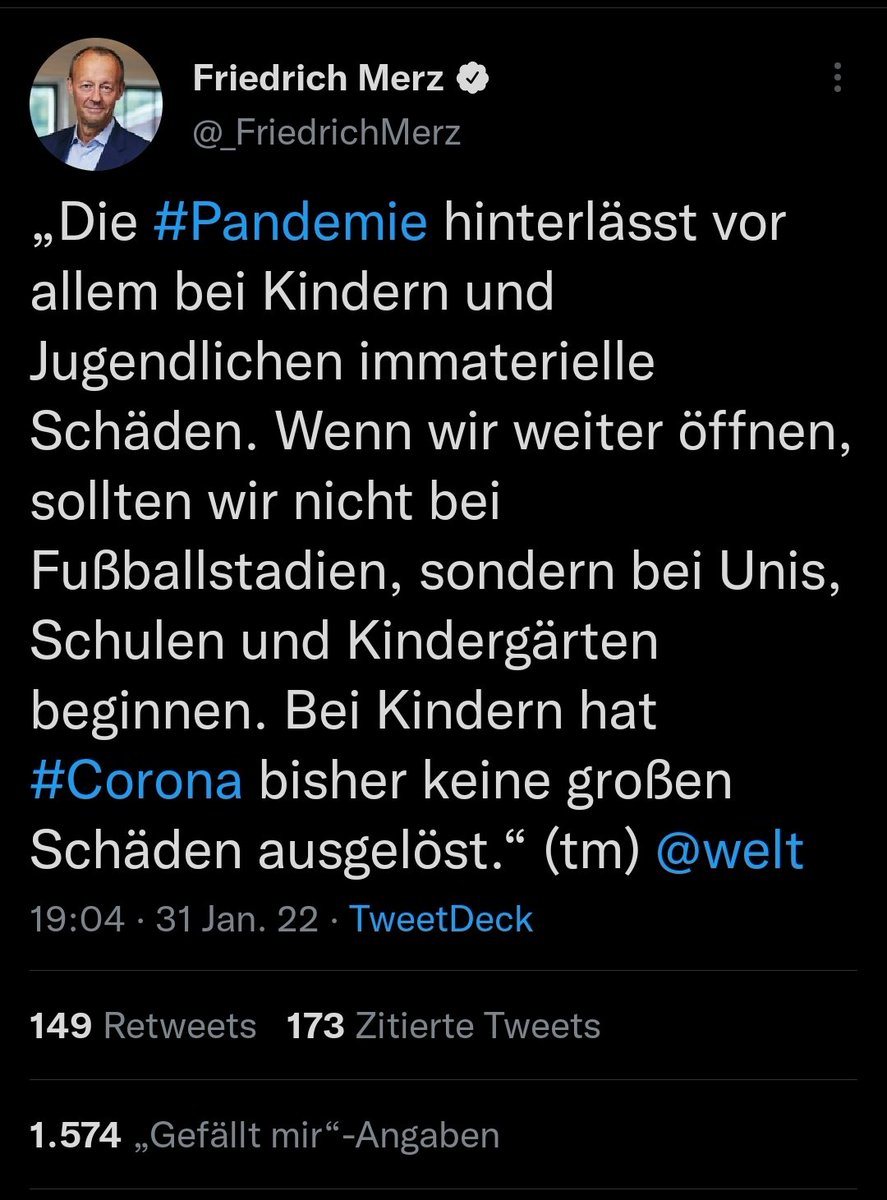 Friedrich Merz
@_FriedrichMerz
„Die #Pandemie hinterlässt vor
allem bei Kindern und
Jugendlichen immaterielle
Schäden. Wenn wir weiter öffnen,
sollten wir nicht bei
Fußballstadien, sondern bei Unis,
Schulen und Kindergärten
beginnen. Bei Kindern hat
#Corona bisher keine großen
Schäden ausgelöst.“ (tm) @welt
19:04 · 31 Jan. 22 · TweetDeck
149 Retweets 173 Zitierte Tweets
1.574 „Gefällt mir“-Angaben